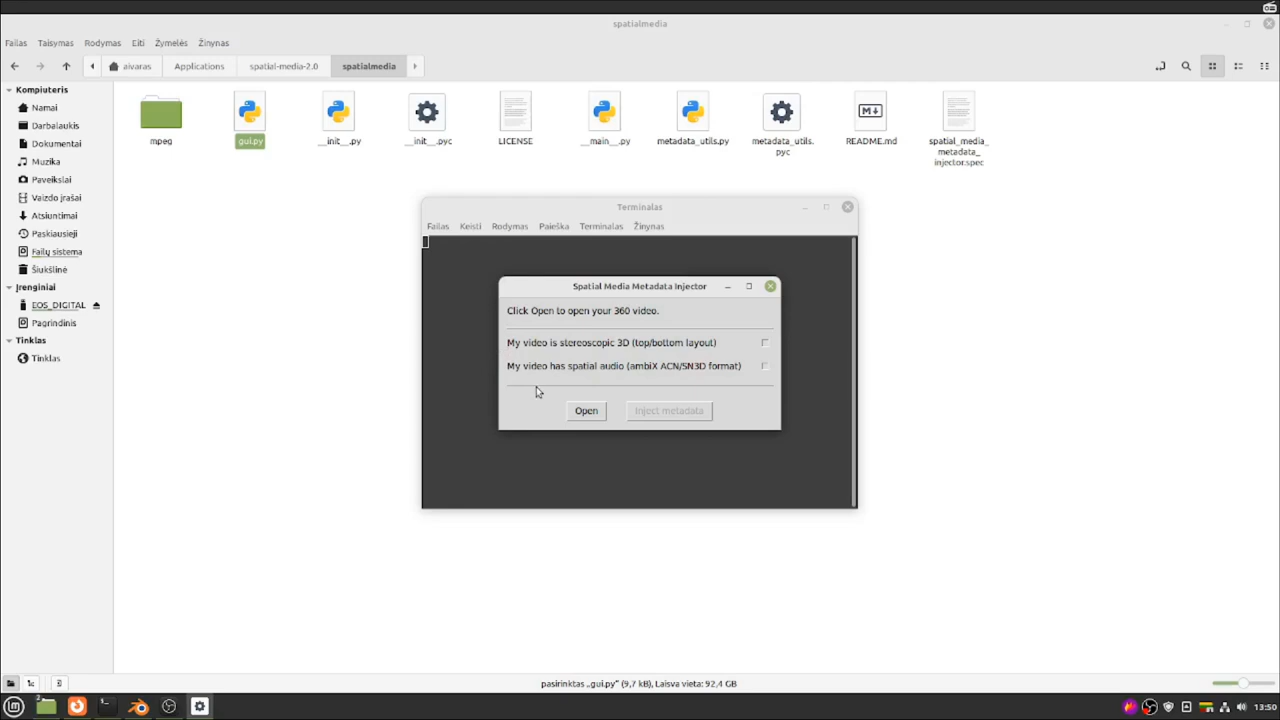 spatialmedia
Failas Taisymas Rodymas Eiti Žymelės Žinynas
aivaras Applications spatial-media-2.0 spatialmedia
Kompiuteris
Namai
Darbalaukis
Dokumentai
Muzika
Paveikslai
Vaizdo įrašai
Atsiuntimai
Paskiausieji
Failų sistema
Šiukšlinė
Įrenginiai
EOS_DIGITAL
Pagrindinis
Tinklas
Tinklas
mpeg gui.py __init__.py __init__.pyc LICENSE __main__.py metadata_utils.py metadata_utils. README.md spatial_media_
pyc metadata_
injector.spec
Terminalas
Failas Keisti Rodymas Paieška Terminalas Žinynas
Spatial Media Metadata Injector
Click Open to open your 360 video.
My video is stereoscopic 3D (top/bottom layout)
My video has spatial audio (ambiX ACN/SN3D format)
Open Inject metadata
pasirinktas „gui.py“ (9,7 kB), Laisva vieta: 92,4 GB
13:50